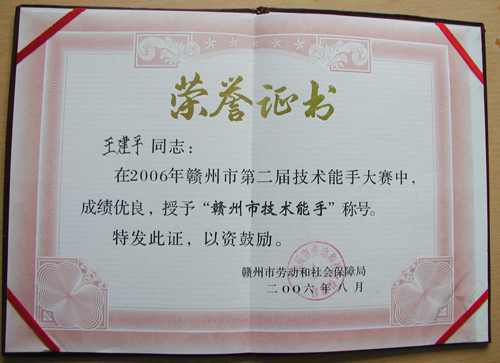 荣誉证书
王建平 同志：
在2006年赣州市第二届技术能手大赛中，
成绩优良，授予“赣州市技术能手”称号。
特发此证，以资鼓励。
赣州市劳动和社会保障局
二〇〇六年八月